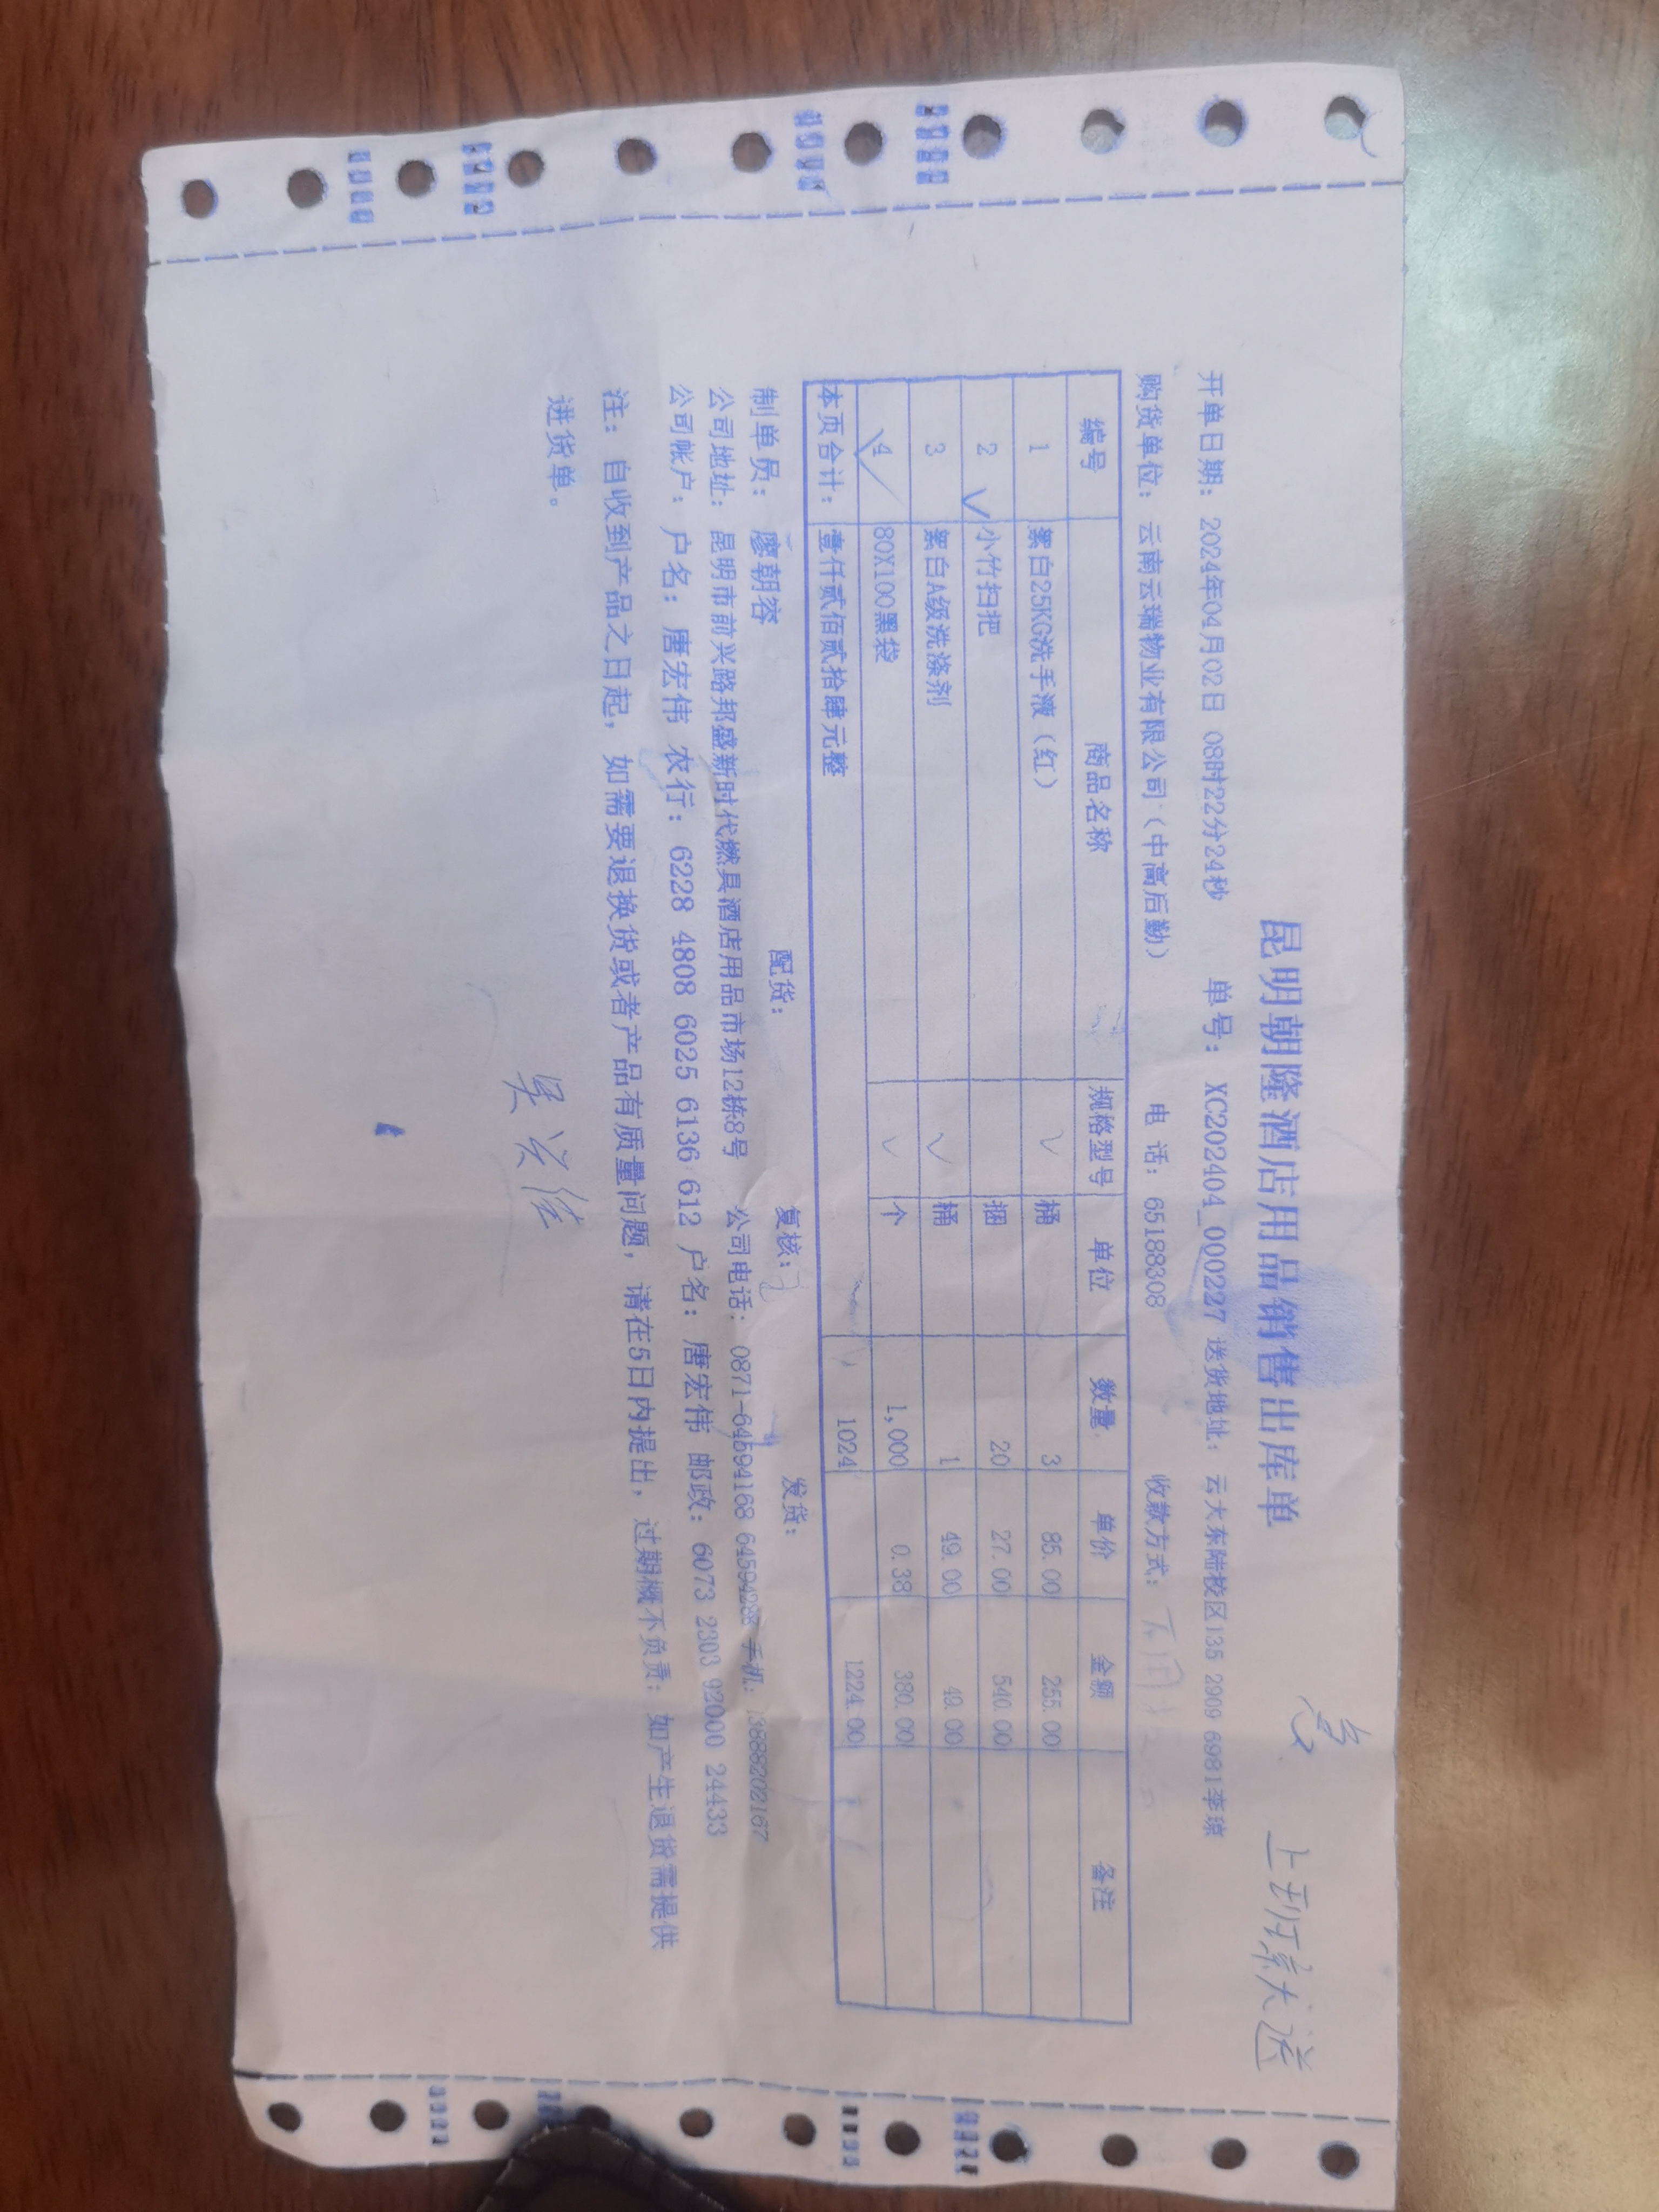 昆明朝隆酒店用品销售出库单
急 上班第一送
开单日期：2024年04月02日 08时22分24秒 单号：XC202404_000227 送货地址：云大东陆校区135 2909 6981李琼
购货单位：云南云瑞物业有限公司（中高后勤） 电 话：65188308 收款方式：
编号 商品名称 规格型号 单位 数量 单价 金额 备注
1 絮白25KG洗手液（红） 桶 3 85.00 255.00
2 小竹扫把 捆 20 27.00 540.00
3 絮白A级洗涤剂 桶 1 49.00 49.00
4 80X100黑袋 个 1,000 0.38 380.00
本页合计：壹仟贰佰贰拾肆元整 1024 1224.00
制单员：廖朝容 配货： 复核： 发货：
公司地址：昆明市前兴路邦盛新时代燃具酒店用品市场12栋8号 公司电话：0871-64594168 64594288 手机：13888202167
公司帐户：户名：唐宏伟 农行：6228 4808 6025 6136 612 户名：唐宏伟 邮政：6073 2303 92000 24433
注：自收到产品之日起，如需要退换货或者产品有质量问题，请在5日内提出，过期概不负责；如产生退货需提供
进货单。